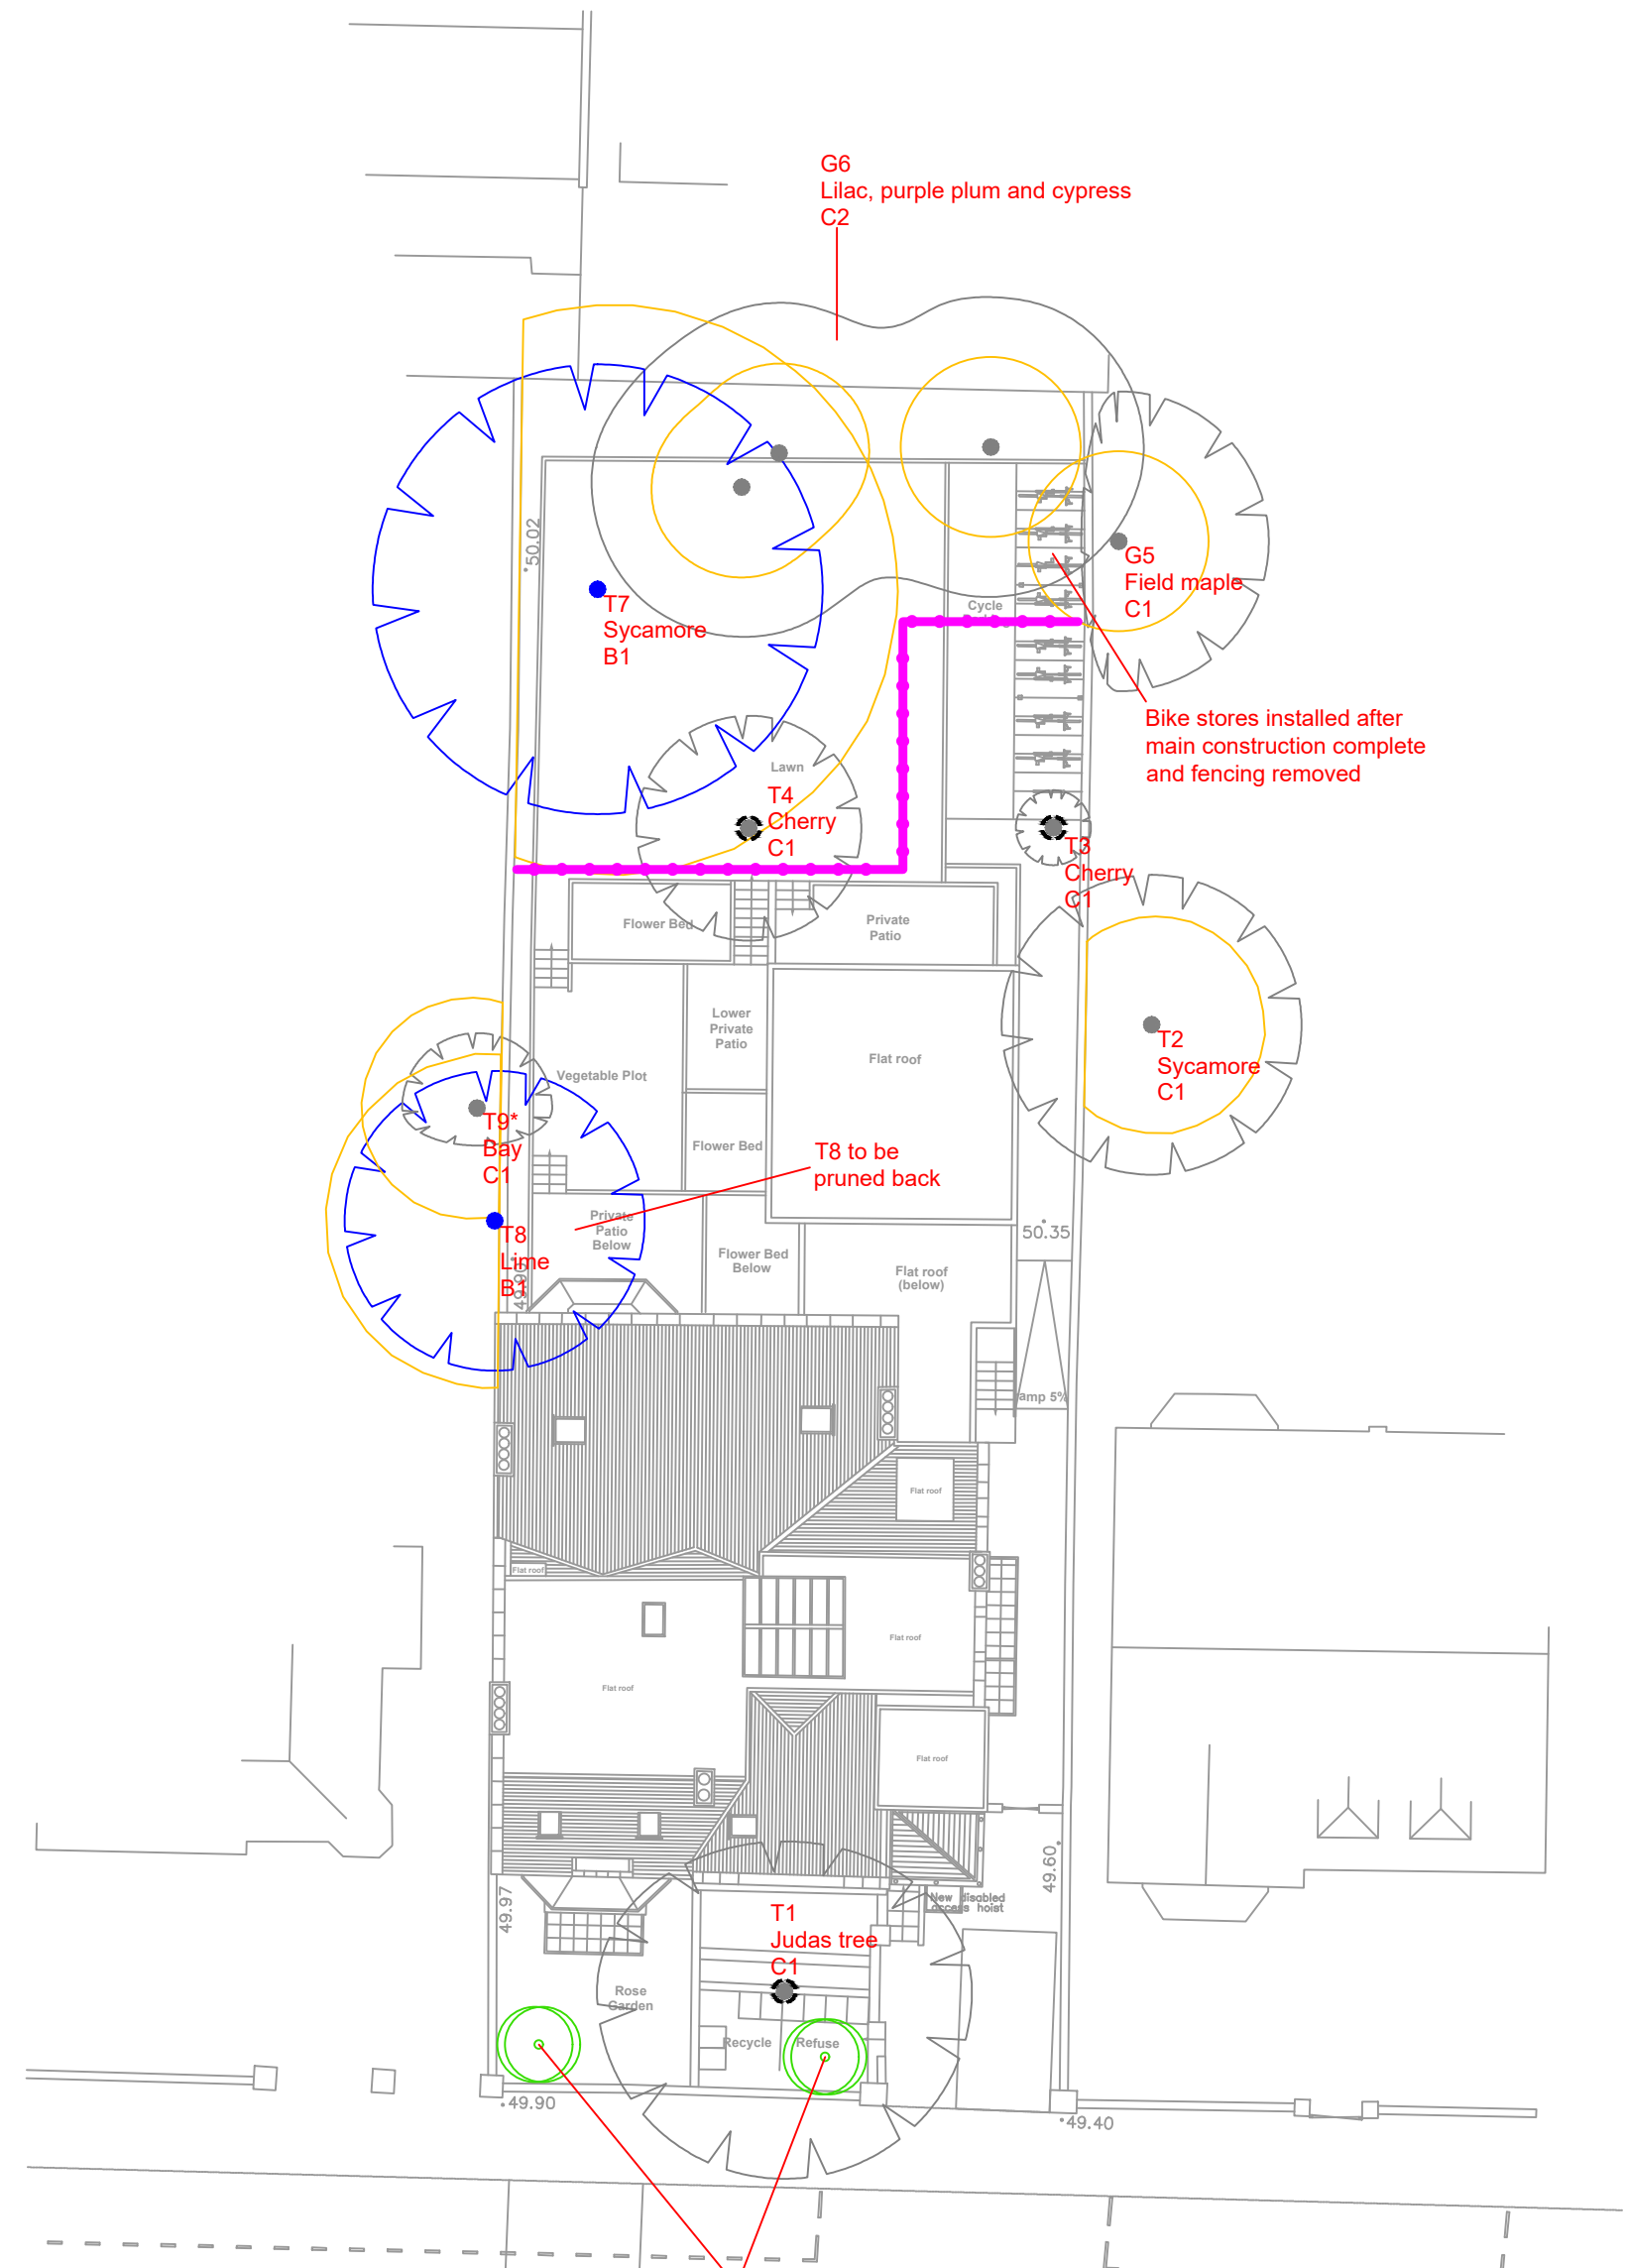 G6
Lilac, purple plum and cypress
C2
50.02
T7
Sycamore
B1
Cycle
G5
Field maple
C1
Bike stores installed after
main construction complete
and fencing removed
Lawn
T4
Cherry
C1
T3
Cherry
C1
Flower Bed
Private
Patio
Lower
Private
Patio
Flat roof
T2
Sycamore
C1
Vegetable Plot
T9*
Bay
C1
Flower Bed
T8 to be
pruned back
Private
Patio
Below
T8
Lime
B1
49.90
50.35
Flower Bed
Below
Flat roof
(below)
amp 5%
Flat roof
Flat roof
Flat roof
Flat roof
Flat roof
49.60
49.97
New disabled
access hoist
T1
Judas tree
C1
Rose
Garden
Recycle
Refuse
49.90
49.40